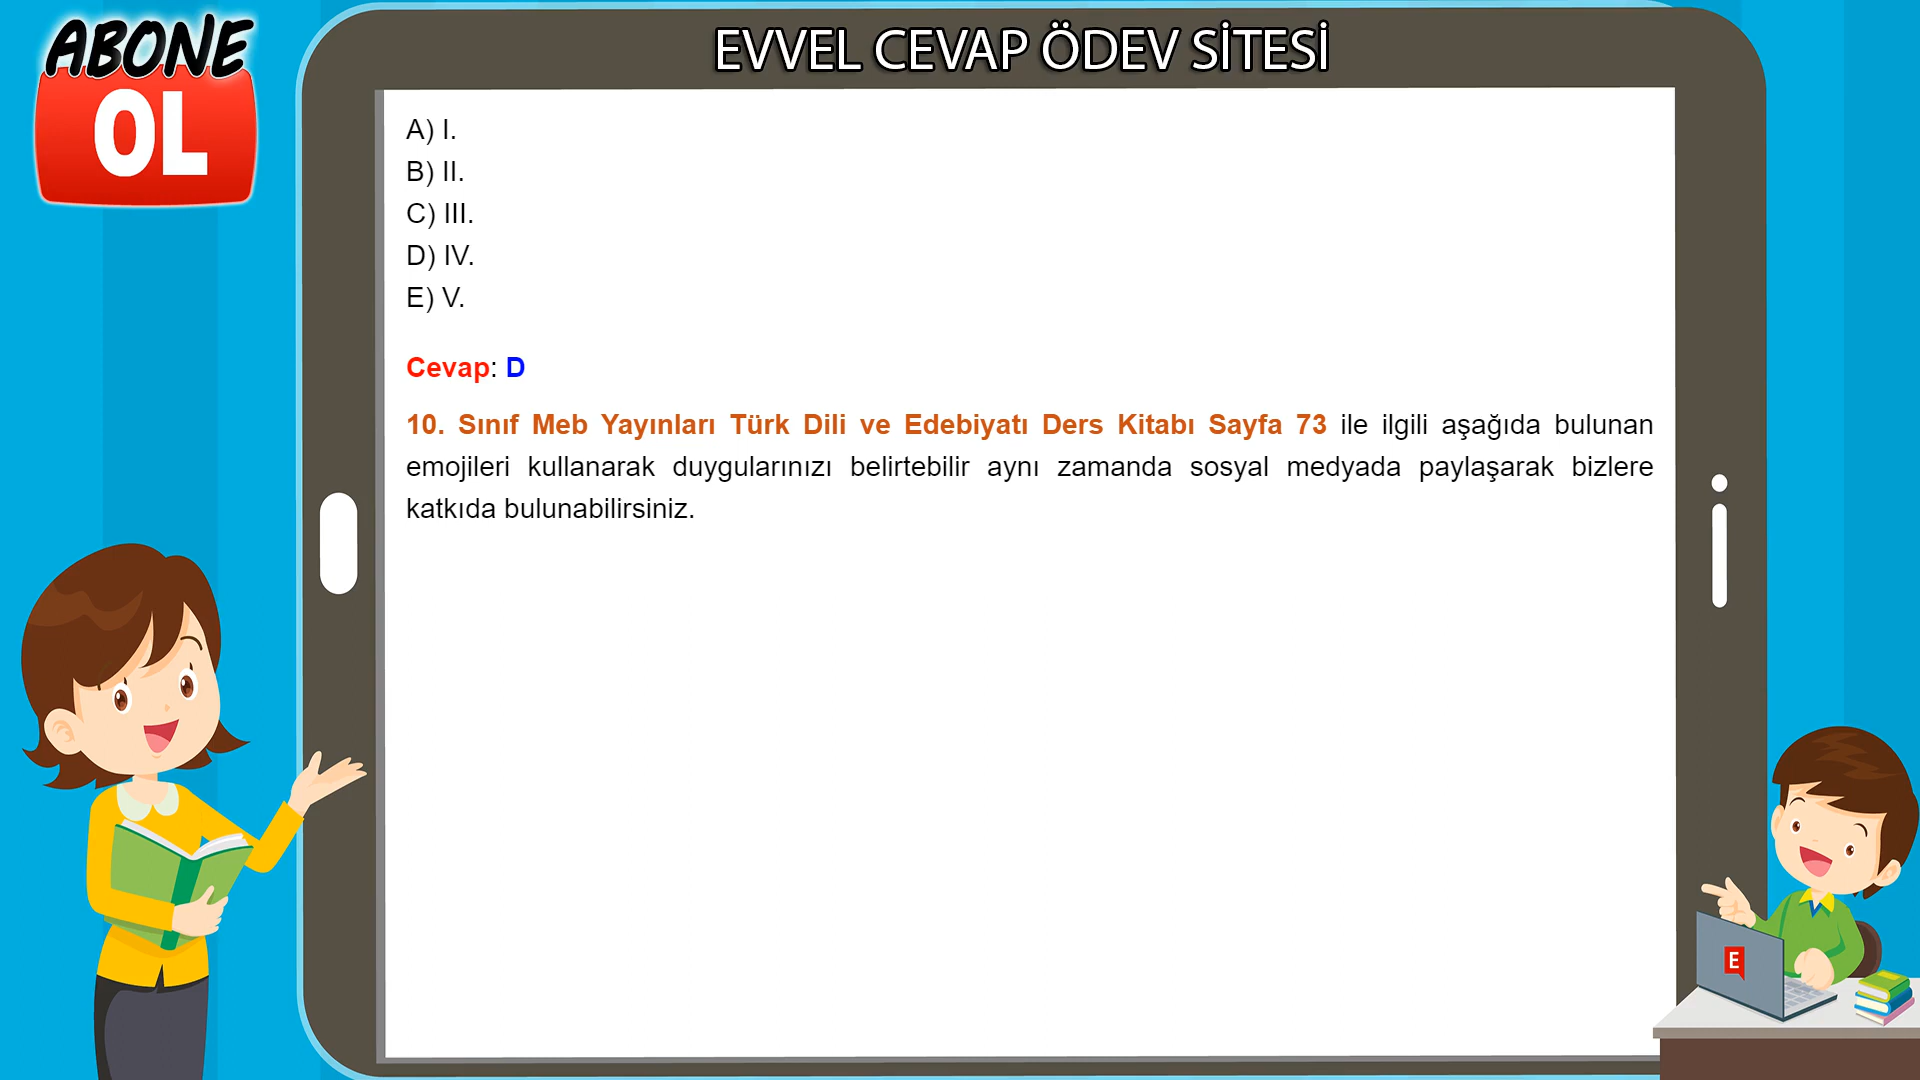 ABONE
OL
EVVEL CEVAP ÖDEV SİTESİ
A) I.
B) II.
C) III.
D) IV.
E) V.
Cevap: D
10. Sınıf Meb Yayınları Türk Dili ve Edebiyatı Ders Kitabı Sayfa 73 ile ilgili aşağıda bulunan
emojileri kullanarak duygularınızı belirtebilir aynı zamanda sosyal medyada paylaşarak bizlere
katkıda bulunabilirsiniz.
E